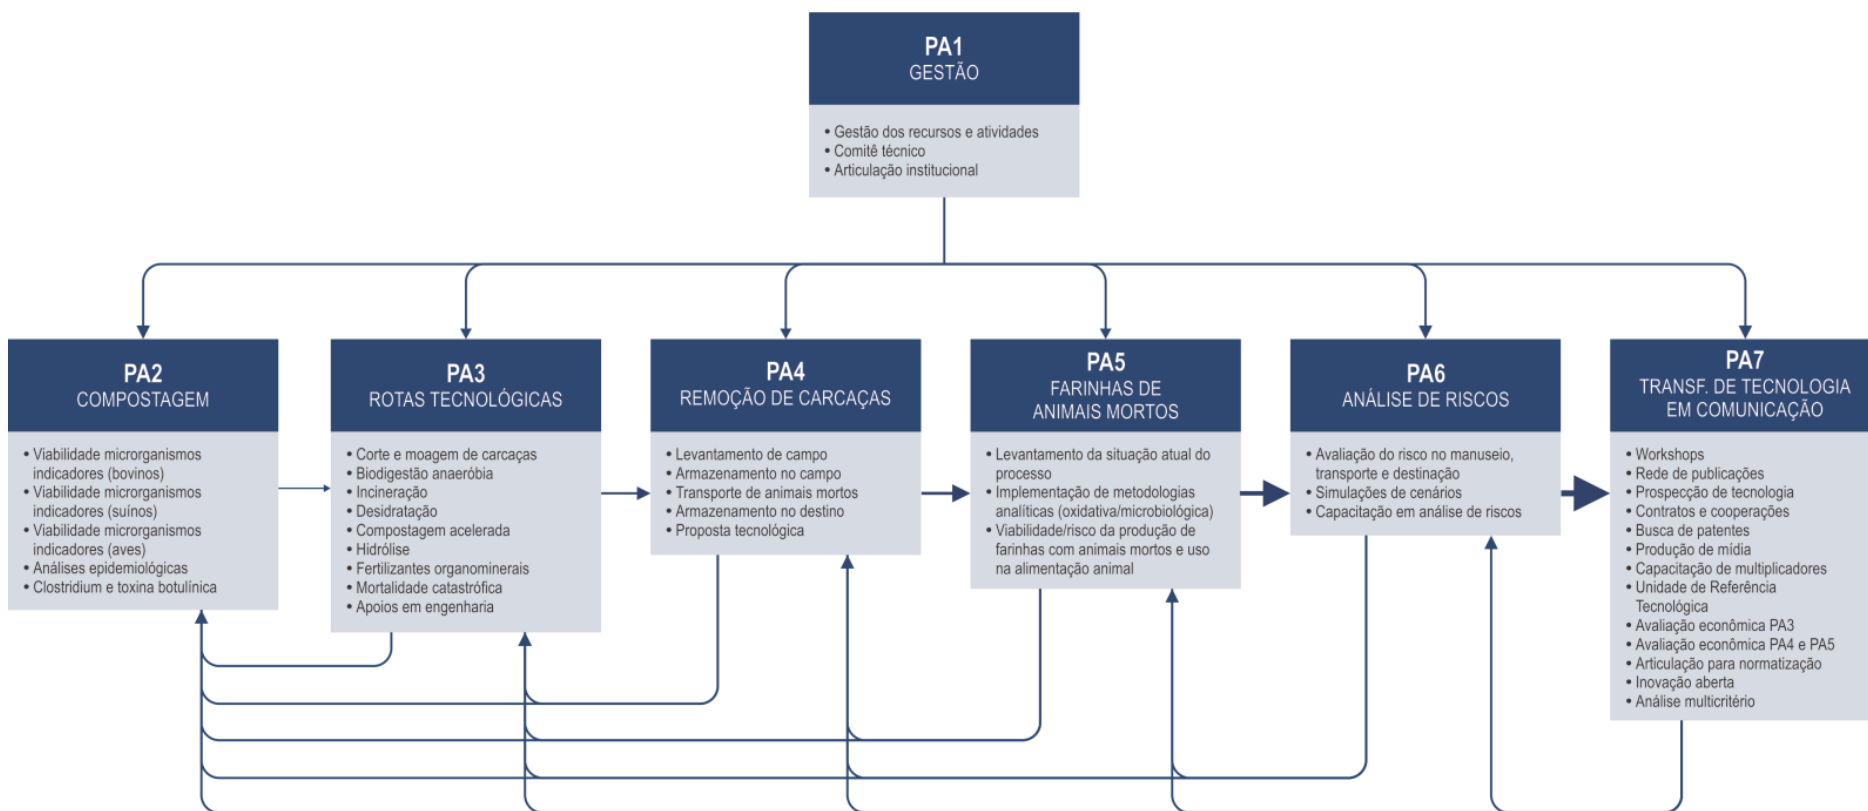 PA1
GESTÃO
• Gestão dos recursos e atividades
• Comitê técnico
• Articulação institucional
PA2
COMPOSTAGEM
• Viabilidade microrganismos
indicadores (bovinos)
• Viabilidade microrganismos
indicadores (suínos)
• Viabilidade microrganismos
indicadores (aves)
• Análises epidemiológicas
• Clostridium e toxina botulínica
PA3
ROTAS TECNOLÓGICAS
• Corte e moagem de carcaças
• Biodigestão anaeróbia
• Incineração
• Desidratação
• Compostagem acelerada
• Hidrólise
• Fertilizantes organominerais
• Mortalidade catastrófica
• Apoios em engenharia
PA4
REMOÇÃO DE CARCAÇAS
• Levantamento de campo
• Armazenamento no campo
• Transporte de animais mortos
• Armazenamento no destino
• Proposta tecnológica
PA5
FARINHAS DE
ANIMAIS MORTOS
• Levantamento da situação atual do
processo
• Implementação de metodologias
analíticas (oxidativa/microbiológica)
• Viabilidade/risco da produção de
farinhas com animais mortos e uso
na alimentação animal
PA6
ANÁLISE DE RISCOS
• Avaliação do risco no manuseio,
transporte e destinação
• Simulações de cenários
• Capacitação em análise de riscos
PA7
TRANSF. DE TECNOLOGIA
EM COMUNICAÇÃO
• Workshops
• Rede de publicações
• Prospecção de tecnologia
• Contratos e cooperações
• Busca de patentes
• Produção de mídia
• Capacitação de multiplicadores
• Unidade de Referência
Tecnológica
• Avaliação econômica PA3
• Avaliação econômica PA4 e PA5
• Articulação para normatização
• Inovação aberta
• Análise multicritério